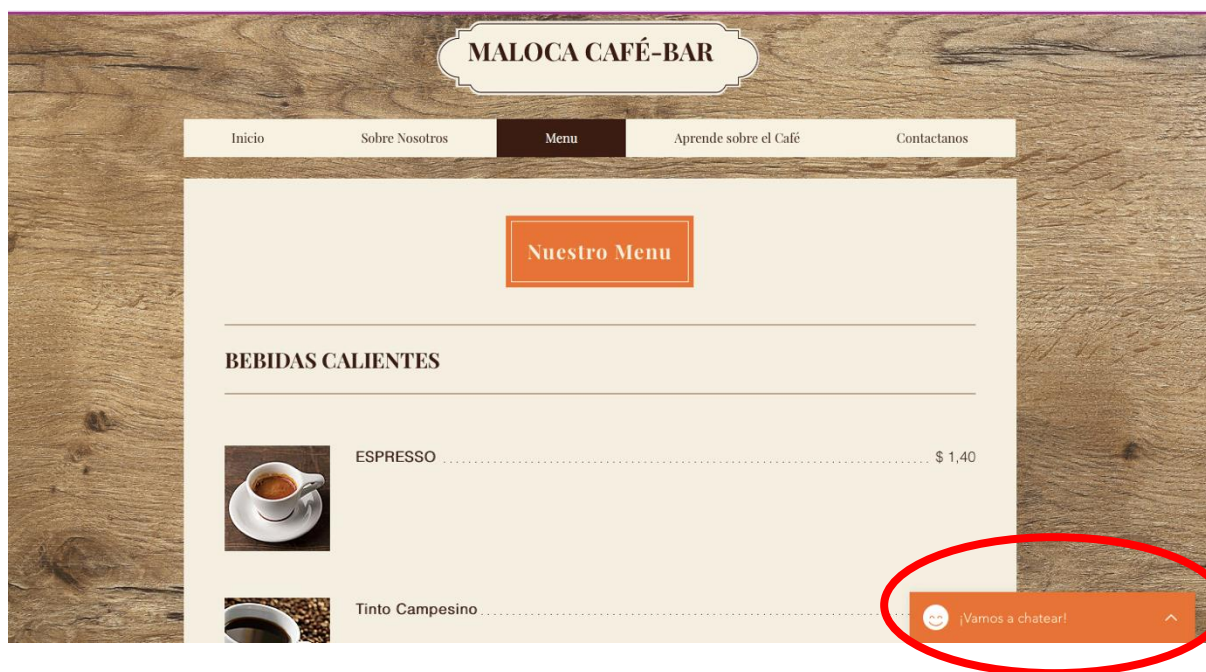 MALOCA CAFÉ-BAR
Inicio Sobre Nosotros Menu Aprende sobre el Café Contactanos
Nuestro Menu
BEBIDAS CALIENTES
ESPRESSO ........................................ $ 1,40
Tinto Campesino ........................................
¡Vamos a chatear!